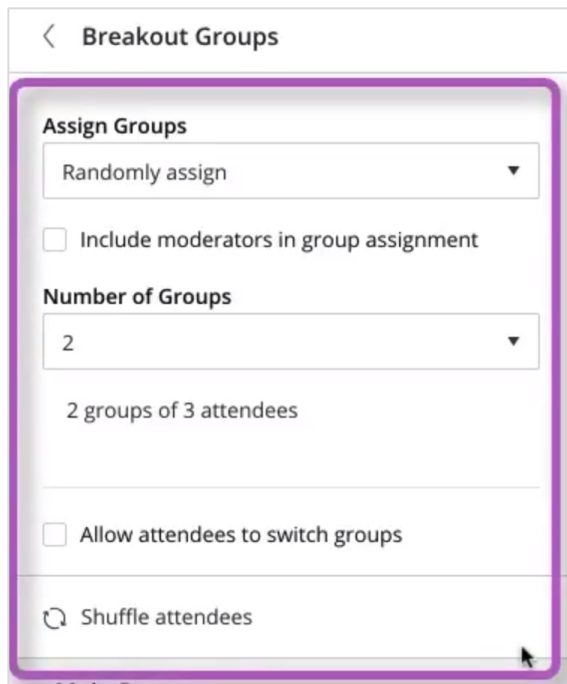 Breakout Groups
Assign Groups
Randomly assign
Include moderators in group assignment
Number of Groups
2
2 groups of 3 attendees
Allow attendees to switch groups
Shuffle attendees